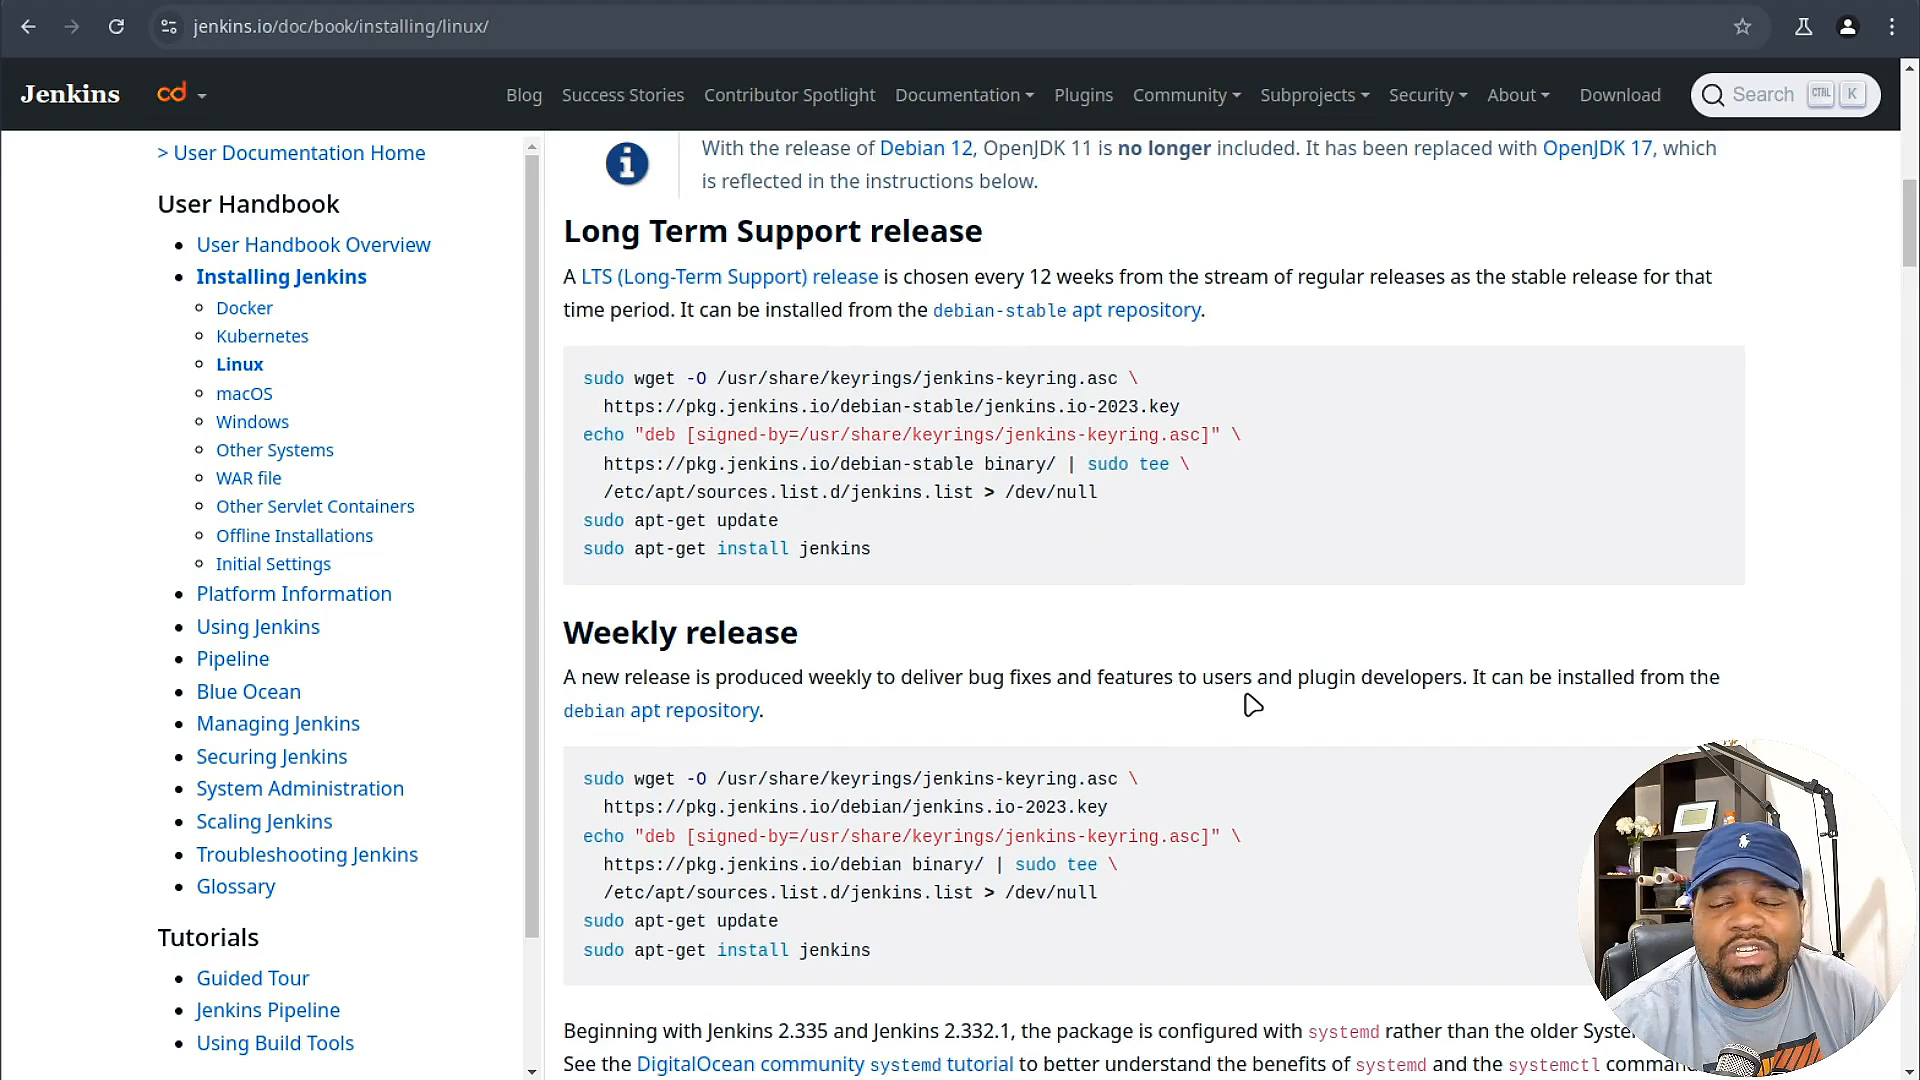 jenkins.io/doc/book/installing/linux/
Jenkins cd Blog Success Stories Contributor Spotlight Documentation Plugins Community Subprojects Security About Download Search CTRL K
> User Documentation Home
User Handbook
User Handbook Overview
Installing Jenkins
Docker
Kubernetes
Linux
macOS
Windows
Other Systems
WAR file
Other Servlet Containers
Offline Installations
Initial Settings
Platform Information
Using Jenkins
Pipeline
Blue Ocean
Managing Jenkins
Securing Jenkins
System Administration
Scaling Jenkins
Troubleshooting Jenkins
Glossary
Tutorials
Guided Tour
Jenkins Pipeline
Using Build Tools
With the release of Debian 12, OpenJDK 11 is no longer included. It has been replaced with OpenJDK 17, which
is reflected in the instructions below.
Long Term Support release
A LTS (Long-Term Support) release is chosen every 12 weeks from the stream of regular releases as the stable release for that
time period. It can be installed from the debian-stable apt repository.
sudo wget -O /usr/share/keyrings/jenkins-keyring.asc \
https://pkg.jenkins.io/debian-stable/jenkins.io-2023.key
echo "deb [signed-by=/usr/share/keyrings/jenkins-keyring.asc]" \
https://pkg.jenkins.io/debian-stable binary/ | sudo tee \
/etc/apt/sources.list.d/jenkins.list > /dev/null
sudo apt-get update
sudo apt-get install jenkins
Weekly release
A new release is produced weekly to deliver bug fixes and features to users and plugin developers. It can be installed from the
debian apt repository.
sudo wget -O /usr/share/keyrings/jenkins-keyring.asc \
https://pkg.jenkins.io/debian/jenkins.io-2023.key
echo "deb [signed-by=/usr/share/keyrings/jenkins-keyring.asc]" \
https://pkg.jenkins.io/debian binary/ | sudo tee \
/etc/apt/sources.list.d/jenkins.list > /dev/null
sudo apt-get update
sudo apt-get install jenkins
Beginning with Jenkins 2.335 and Jenkins 2.332.1, the package is configured with systemd rather than the older
See the DigitalOcean community systemd tutorial to better understand the benefits of systemd and the systemctl